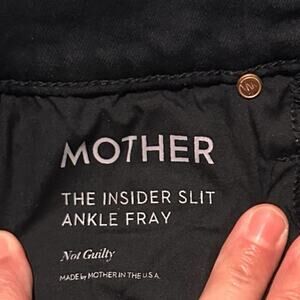 MOTHER
THE INSIDER SLIT
ANKLE FRAY
Not Guilty
MADE by MOTHER IN THE U.S.A.